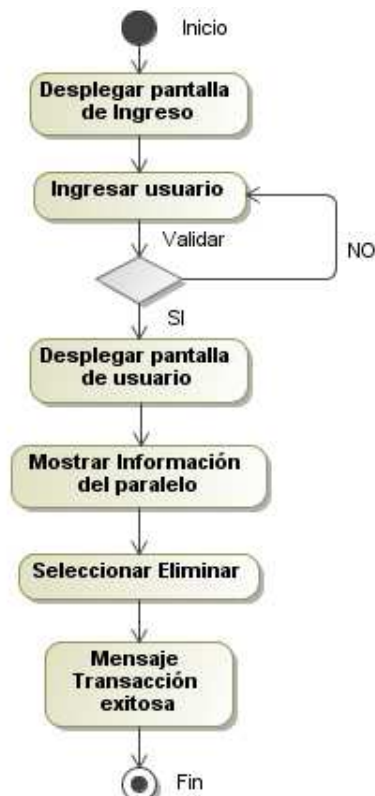 Inicio
Desplegar pantalla
de Ingreso
Ingresar usuario
Validar
NO
SI
Desplegar pantalla
de usuario
Mostrar Información
del paralelo
Seleccionar Eliminar
Mensaje
Transacción
exitosa
Fin